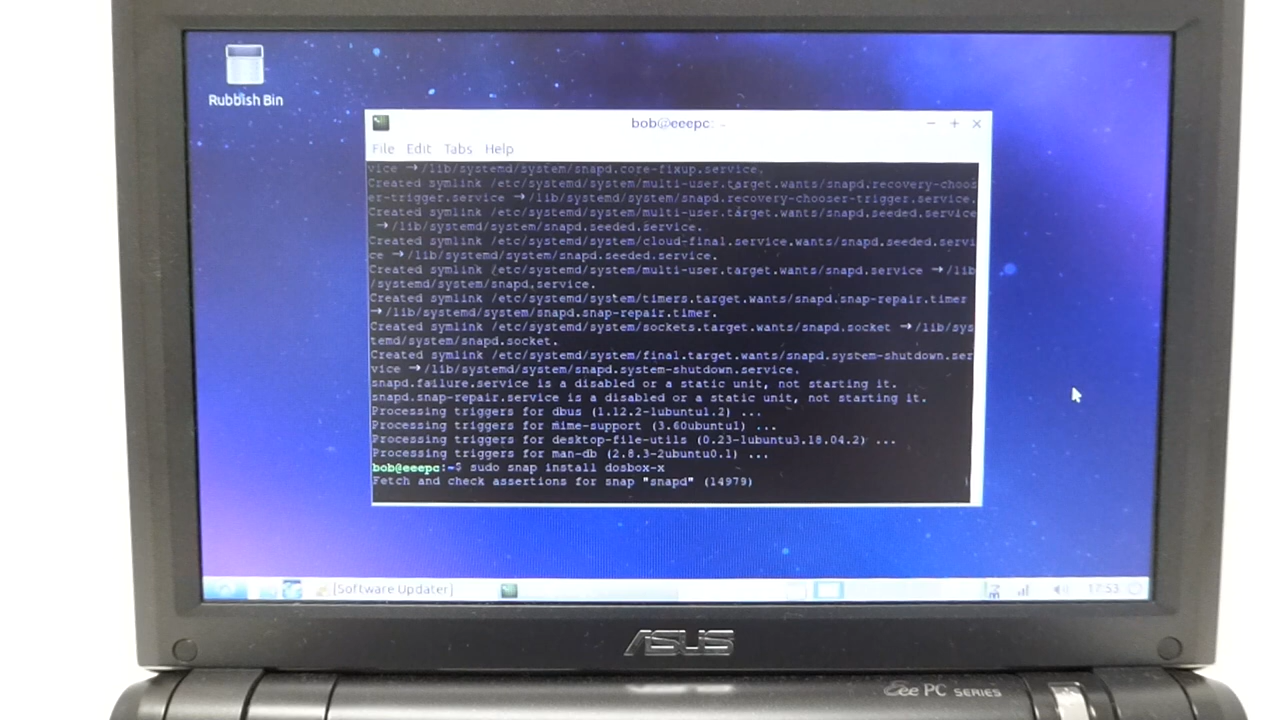 Rubbish Bin
bob@eeepc: ~
File Edit Tabs Help
vice → /lib/systemd/system/snapd.core-fixup.service.
Created symlink /etc/systemd/system/multi-user.target.wants/snapd.recovery-choos
er-trigger.service → /lib/systemd/system/snapd.recovery-chooser-trigger.service.
Created symlink /etc/systemd/system/multi-user.target.wants/snapd.seeded.service
→ /lib/systemd/system/snapd.seeded.service.
Created symlink /etc/systemd/system/cloud-final.service.wants/snapd.seeded.servi
ce → /lib/systemd/system/snapd.seeded.service.
Created symlink /etc/systemd/system/multi-user.target.wants/snapd.service → /lib
/systemd/system/snapd.service.
Created symlink /etc/systemd/system/timers.target.wants/snapd.snap-repair.timer
→ /lib/systemd/system/snapd.snap-repair.timer.
Created symlink /etc/systemd/system/sockets.target.wants/snapd.socket → /lib/sys
temd/system/snapd.socket.
Created symlink /etc/systemd/system/final.target.wants/snapd.system-shutdown.ser
vice → /lib/systemd/system/snapd.system-shutdown.service.
snapd.failure.service is a disabled or a static unit, not starting it.
snapd.snap-repair.service is a disabled or a static unit, not starting it.
Processing triggers for dbus (1.12.2-1ubuntu1.2) ...
Processing triggers for mime-support (3.60ubuntu1) ...
Processing triggers for desktop-file-utils (0.23-1ubuntu3.18.04.2) ...
Processing triggers for man-db (2.8.3-2ubuntu0.1) ...
bob@eeepc:~$ sudo snap install dosbox-x
Fetch and check assertions for snap "snapd" (14979)
[Software Updater]
17:53
ASUS
Eee PC SERIES